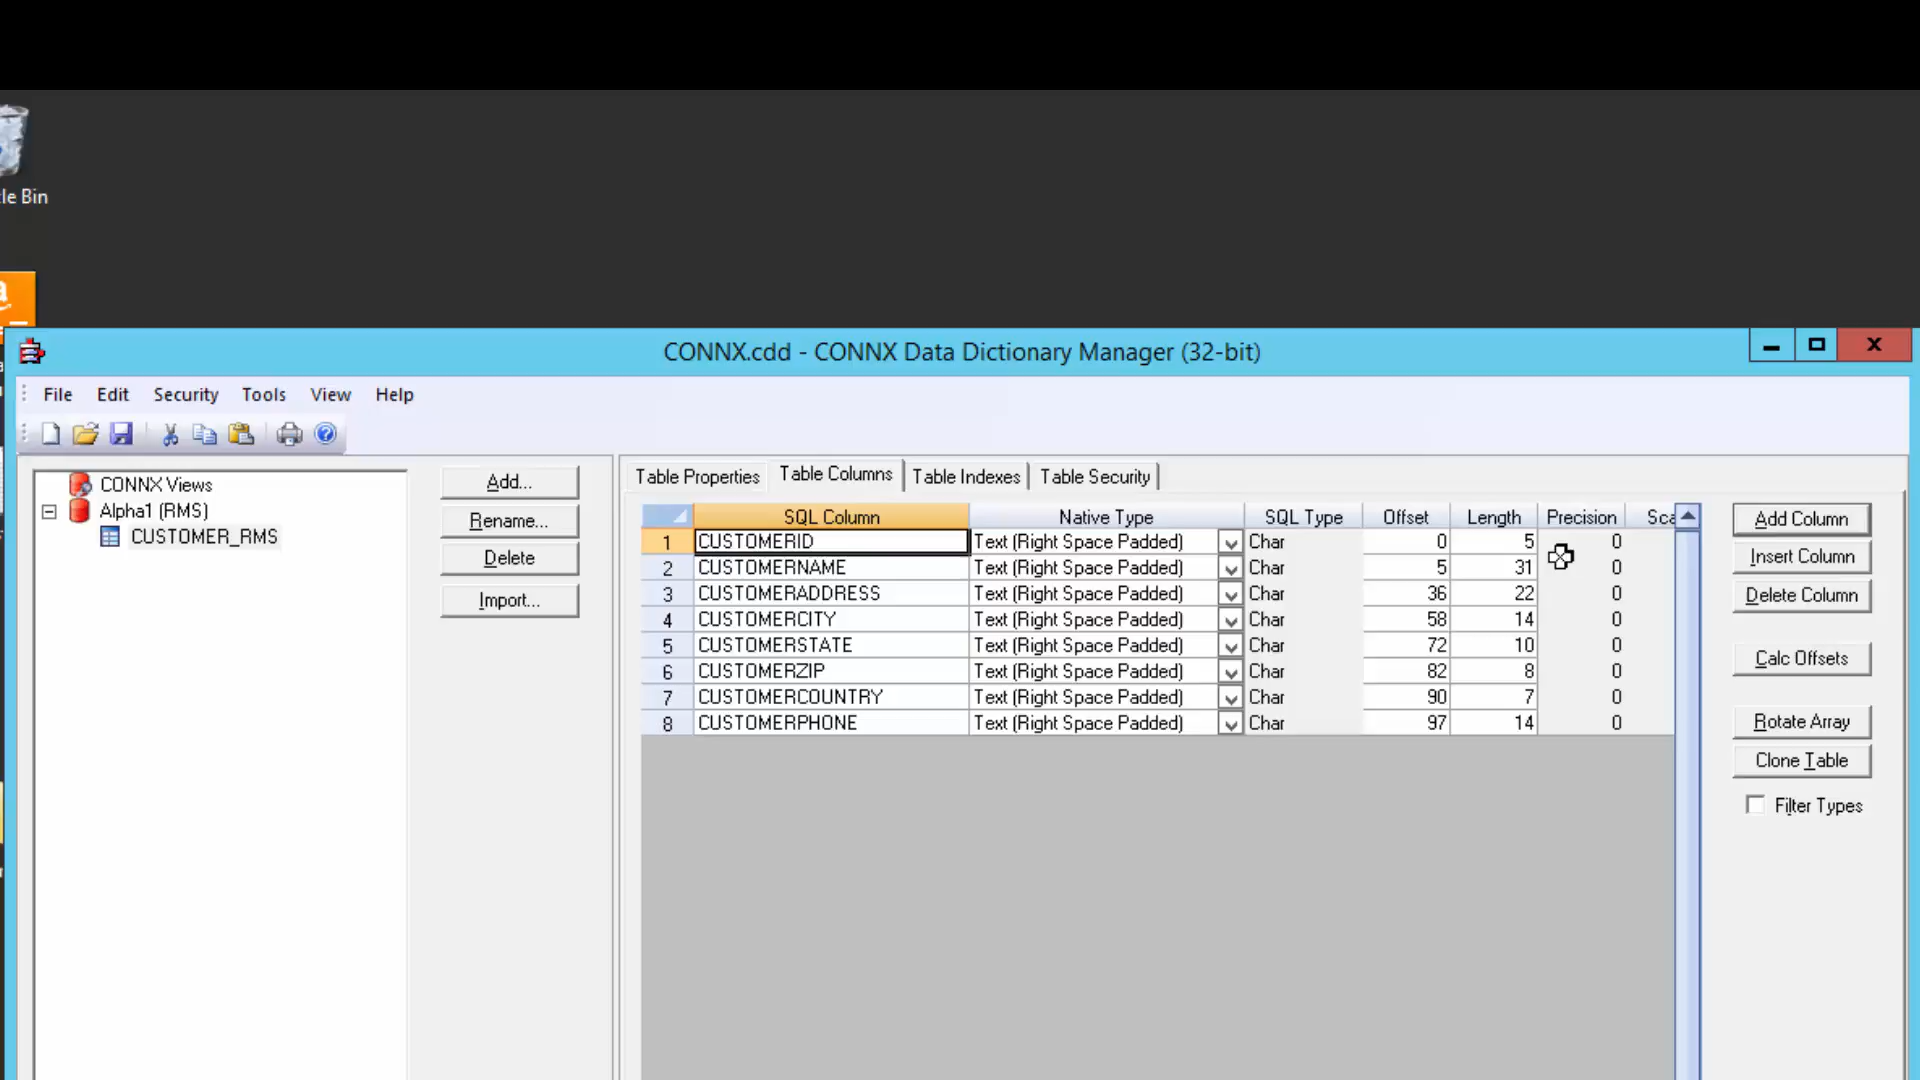 le Bin
CONNX.cdd - CONNX Data Dictionary Manager (32-bit)
File Edit Security Tools View Help
CONNX Views
Alpha1 (RMS)
CUSTOMER_RMS
Add...
Rename...
Delete
Import...
Table Properties Table Columns Table Indexes Table Security
SQL Column Native Type SQL Type Offset Length Precision Sca
1 CUSTOMERID Text (Right Space Padded) Char 0 5 0
2 CUSTOMERNAME Text (Right Space Padded) Char 5 31 0
3 CUSTOMERADDRESS Text (Right Space Padded) Char 36 22 0
4 CUSTOMERCITY Text (Right Space Padded) Char 58 14 0
5 CUSTOMERSTATE Text (Right Space Padded) Char 72 10 0
6 CUSTOMERZIP Text (Right Space Padded) Char 82 8 0
7 CUSTOMERCOUNTRY Text (Right Space Padded) Char 90 7 0
8 CUSTOMERPHONE Text (Right Space Padded) Char 97 14 0
Add Column
Insert Column
Delete Column
Calc Offsets
Rotate Array
Clone Table
Filter Types